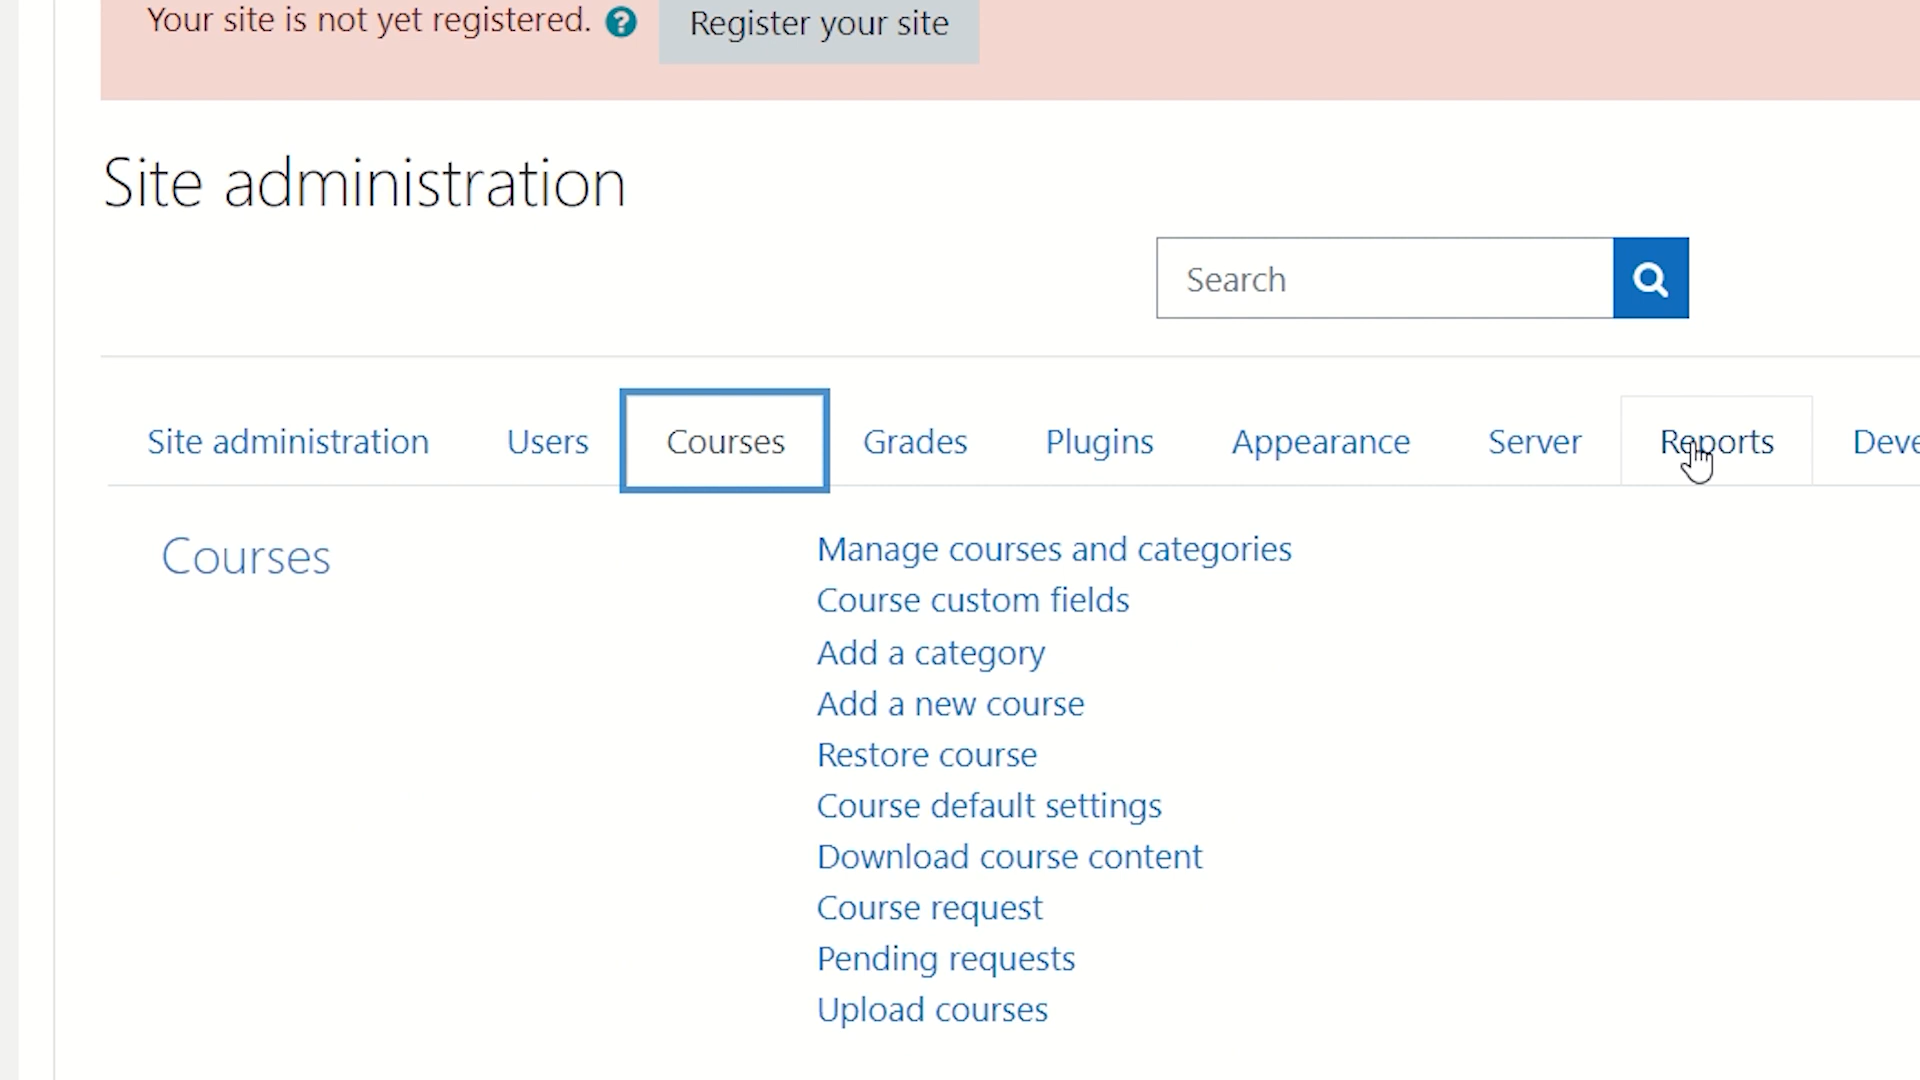 Your site is not yet registered. Register your site
Site administration
Search
Site administration Users Courses Grades Plugins Appearance Server Reports Deve
Courses
Manage courses and categories
Course custom fields
Add a category
Add a new course
Restore course
Course default settings
Download course content
Course request
Pending requests
Upload courses